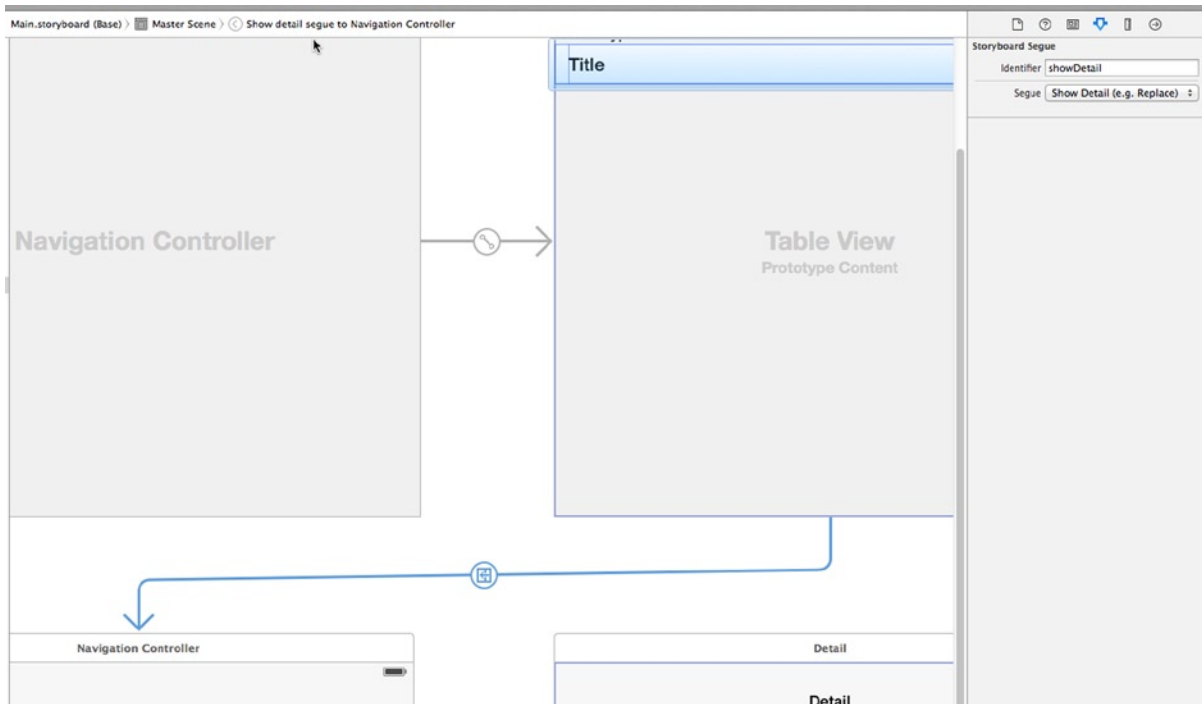 Main.storyboard (Base) 〉 Master Scene 〉 Show detail segue to Navigation Controller
Storyboard Segue
Identifier showDetail
Segue Show Detail (e.g. Replace)
Title
Navigation Controller
Table View
Prototype Content
Navigation Controller
Detail
Detail